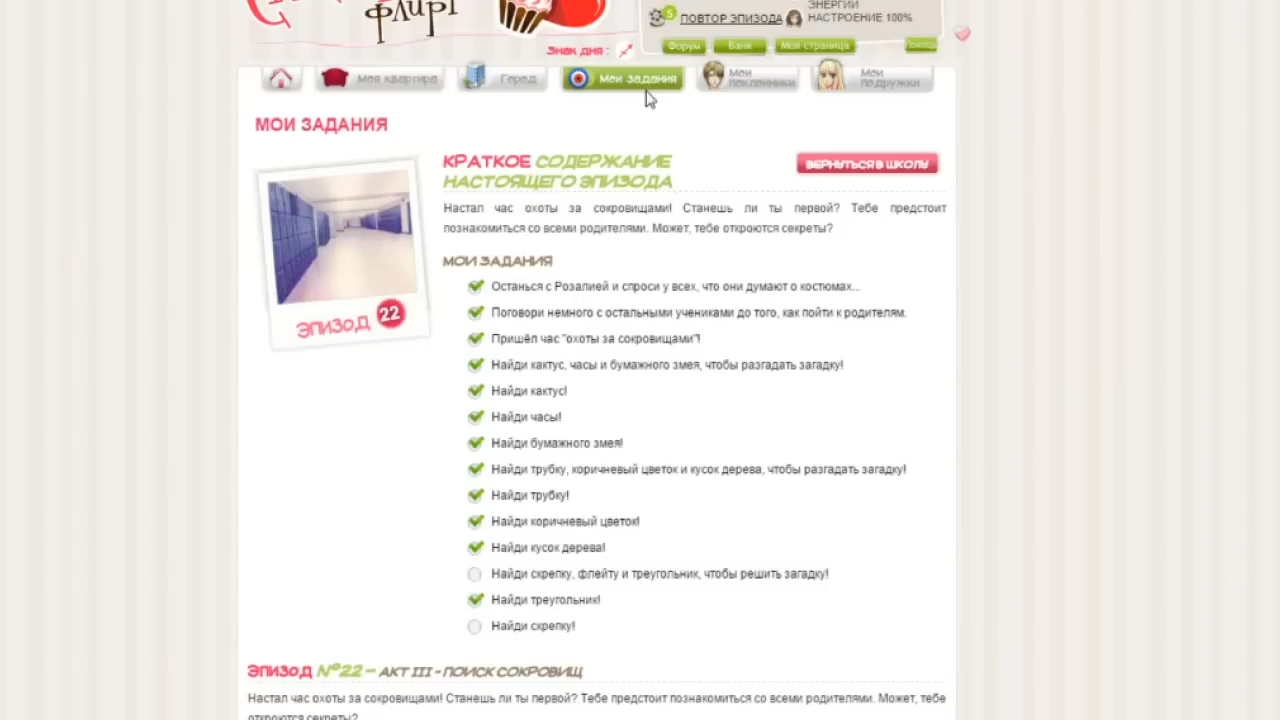 флирт
ЭНЕРГИИ
5 ПОВТОР ЭПИЗОДА НАСТРОЕНИЕ 100%
Знак дня :
Форум Банк Моя страница Помощь
Моя квартира Город Мои задания Мои поклонники Мои подружки
МОИ ЗАДАНИЯ
КРАТКОЕ СОДЕРЖАНИЕ
НАСТОЯЩЕГО ЭПИЗОДА
ВЕРНУТЬСЯ В ШКОЛУ
Настал час охоты за сокровищами! Станешь ли ты первой? Тебе предстоит
познакомиться со всеми родителями. Может, тебе откроются секреты?
ЭПИЗОД 22
МОИ ЗАДАНИЯ
Останься с Розалией и спроси у всех, что они думают о костюмах...
Поговори немного с остальными учениками до того, как пойти к родителям.
Пришёл час "охоты за сокровищами"!
Найди кактус, часы и бумажного змея, чтобы разгадать загадку!
Найди кактус!
Найди часы!
Найди бумажного змея!
Найди трубку, коричневый цветок и кусок дерева, чтобы разгадать загадку!
Найди трубку!
Найди коричневый цветок!
Найди кусок дерева!
Найди скрепку, флейту и треугольник, чтобы решить загадку!
Найди треугольник!
Найди скрепку!
ЭПИЗОД №22 – АКТ III - ПОИСК СОКРОВИЩ
Настал час охоты за сокровищами! Станешь ли ты первой? Тебе предстоит познакомиться со всеми родителями. Может, тебе
откроются секреты?